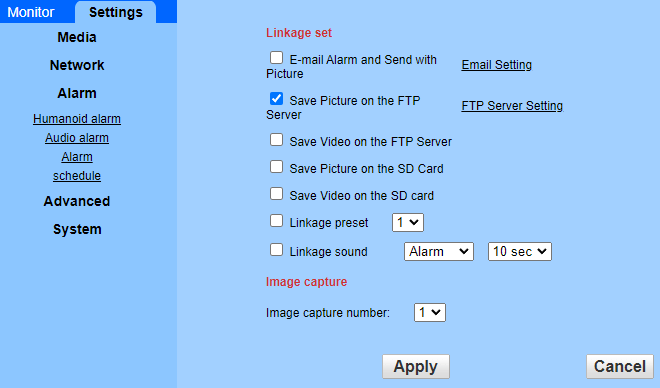 Monitor
Settings
Media
Network
Alarm
Humanoid alarm
Audio alarm
Alarm
schedule
Advanced
System
Linkage set
E-mail Alarm and Send with
Picture
Email Setting
Save Picture on the FTP
Server
FTP Server Setting
Save Video on the FTP Server
Save Picture on the SD Card
Save Video on the SD card
Linkage preset 1
Linkage sound Alarm 10 sec
Image capture
Image capture number: 1
Apply Cancel